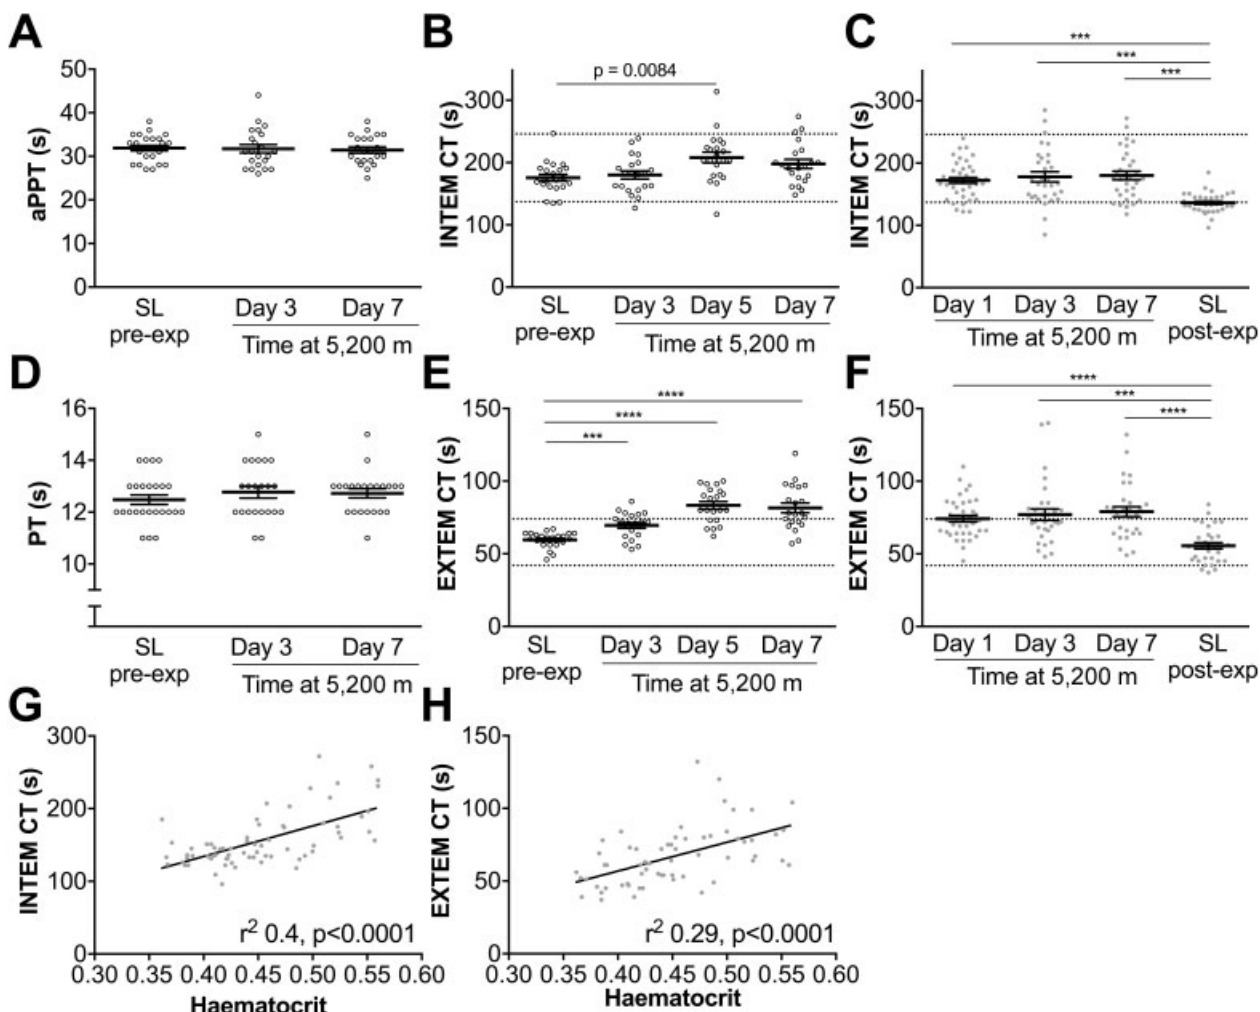 A
50
40
30
20
10
0
aPPT (s)
SL
pre-exp
Day 3
Day 7
Time at 5,200 m
B
p = 0.0084
300
200
100
0
INTEM CT (s)
SL
pre-exp
Day 3
Day 5
Day 7
Time at 5,200 m
C
***
***
***
300
200
100
0
INTEM CT (s)
Day 1
Day 3
Day 7
SL
post-exp
Time at 5,200 m
D
16
14
12
10
PT (s)
SL
pre-exp
Day 3
Day 7
Time at 5,200 m
E
****
****
***
150
100
50
0
EXTEM CT (s)
SL
pre-exp
Day 3
Day 5
Day 7
Time at 5,200 m
F
****
***
****
150
100
50
0
EXTEM CT (s)
Day 1
Day 3
Day 7
SL
post-exp
Time at 5,200 m
G
300
200
100
0
INTEM CT (s)
r² 0.4, p<0.0001
0.30 0.35 0.40 0.45 0.50 0.55 0.60
Haematocrit
H
150
100
50
0
EXTEM CT (s)
r² 0.29, p<0.0001
0.30 0.35 0.40 0.45 0.50 0.55 0.60
Haematocrit